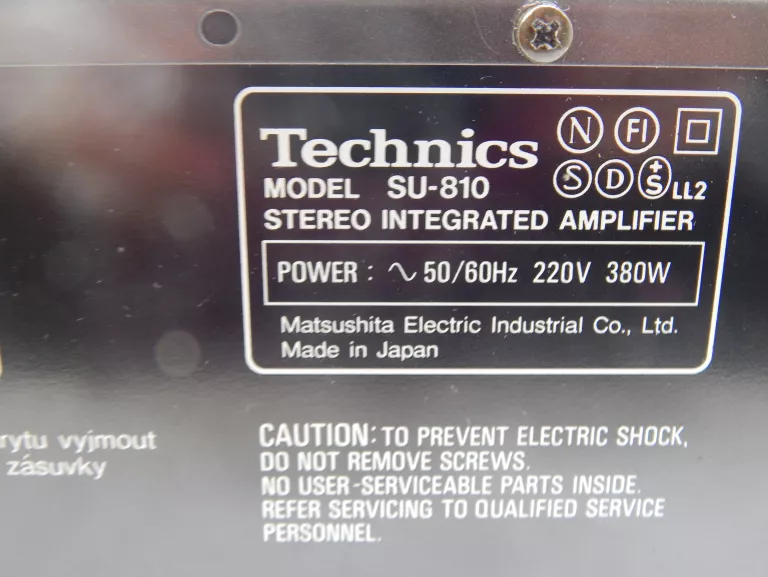 Technics N FI
MODEL SU-810 S D +S LL2
STEREO INTEGRATED AMPLIFIER
POWER : ∿ 50/60Hz 220V 380W
Matsushita Electric Industrial Co., Ltd.
Made in Japan
rytu vyjmout
zásuvky
CAUTION: TO PREVENT ELECTRIC SHOCK,
DO NOT REMOVE SCREWS.
NO USER-SERVICEABLE PARTS INSIDE.
REFER SERVICING TO QUALIFIED SERVICE
PERSONNEL.